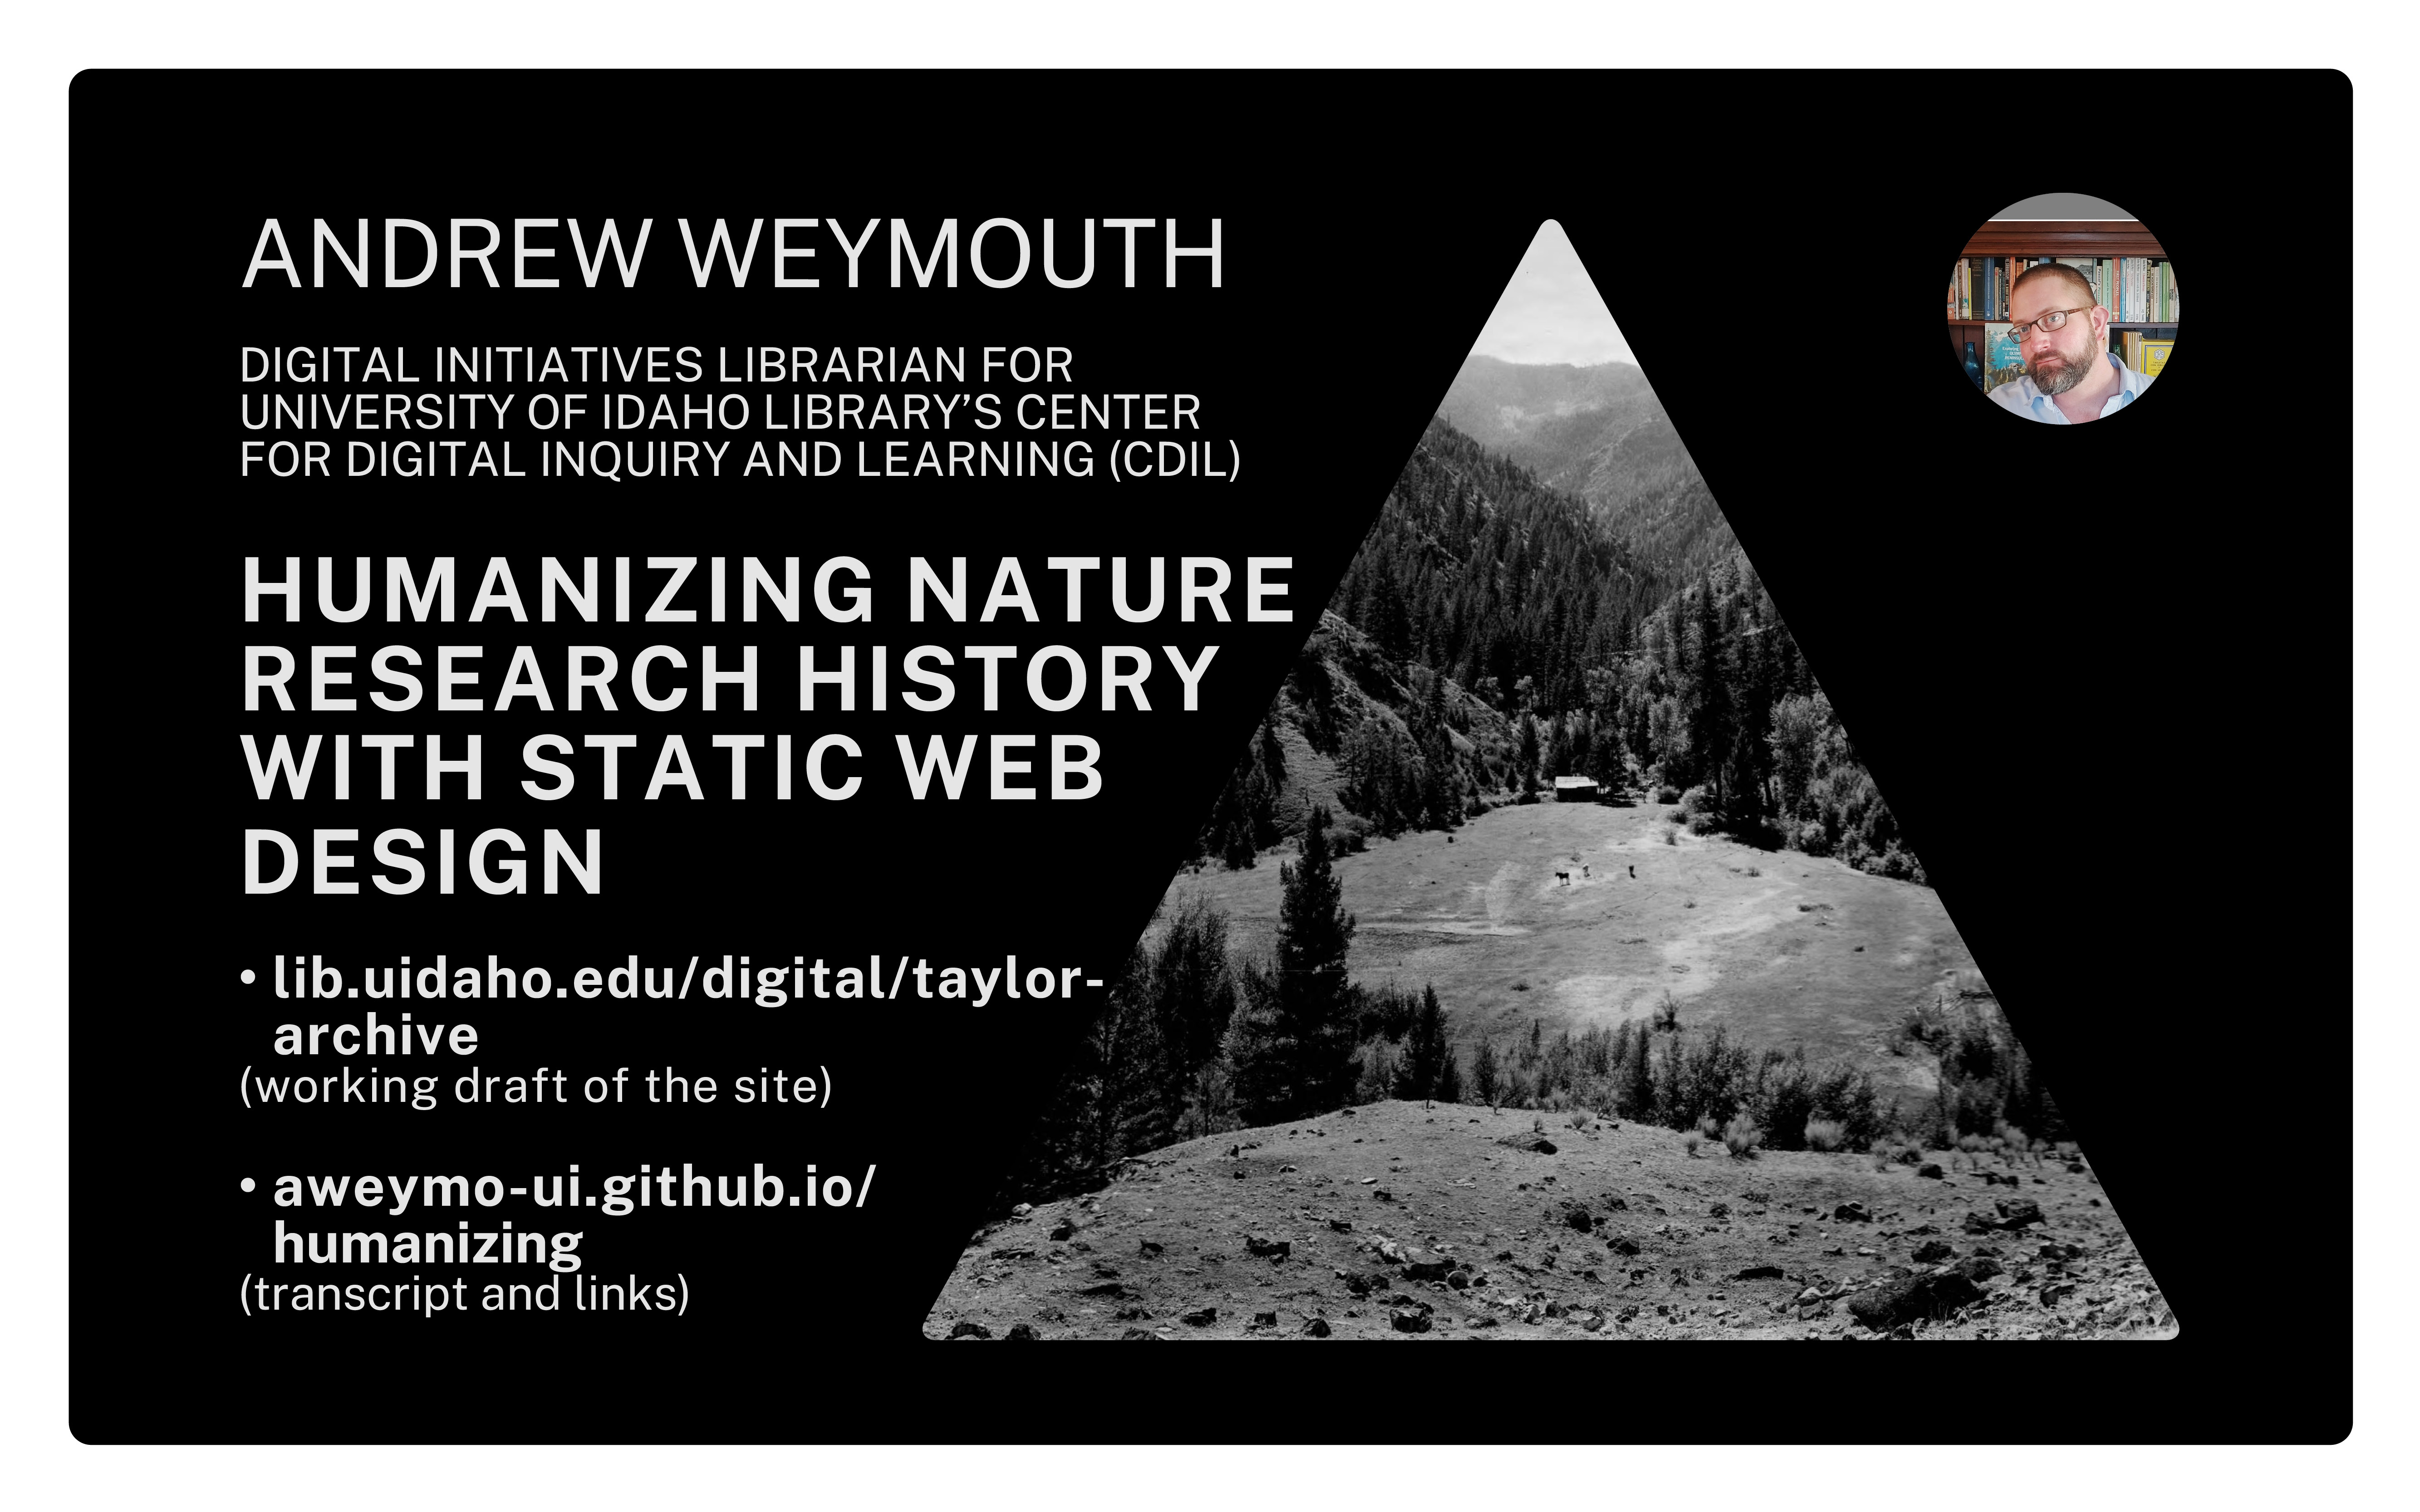 ANDREW WEYMOUTH
DIGITAL INITIATIVES LIBRARIAN FOR
UNIVERSITY OF IDAHO LIBRARY’S CENTER
FOR DIGITAL INQUIRY AND LEARNING (CDIL)
HUMANIZING NATURE
RESEARCH HISTORY
WITH STATIC WEB
DESIGN
• lib.uidaho.edu/digital/taylor-
archive
(working draft of the site)
• aweymo-ui.github.io/
humanizing
(transcript and links)